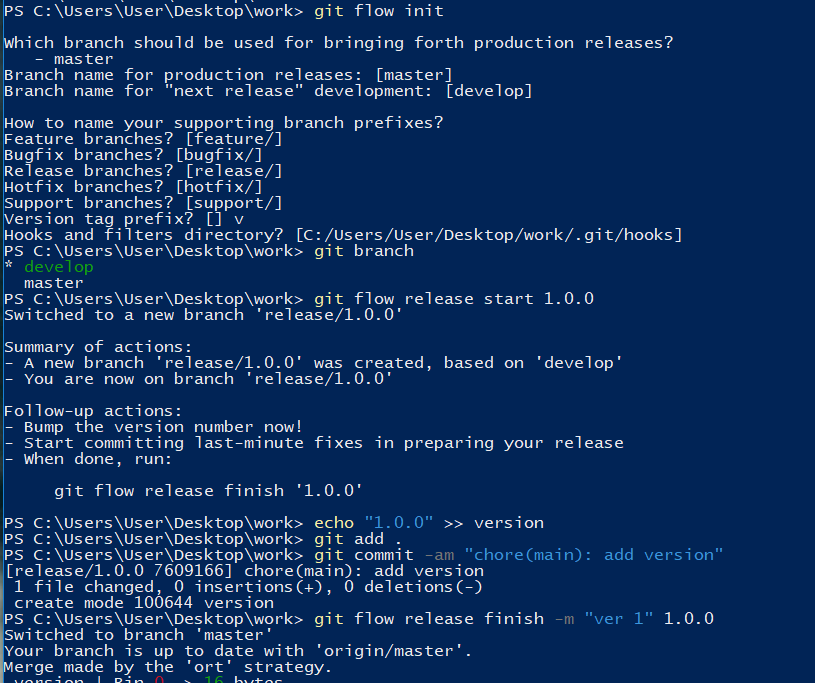 PS C:\Users\User\Desktop\work> git flow init
Which branch should be used for bringing forth production releases?
- master
Branch name for production releases: [master]
Branch name for "next release" development: [develop]
How to name your supporting branch prefixes?
Feature branches? [feature/]
Bugfix branches? [bugfix/]
Release branches? [release/]
Hotfix branches? [hotfix/]
Support branches? [support/]
Version tag prefix? [] v
Hooks and filters directory? [C:/Users/User/Desktop/work/.git/hooks]
PS C:\Users\User\Desktop\work> git branch
* develop
master
PS C:\Users\User\Desktop\work> git flow release start 1.0.0
Switched to a new branch 'release/1.0.0'
Summary of actions:
- A new branch 'release/1.0.0' was created, based on 'develop'
- You are now on branch 'release/1.0.0'
Follow-up actions:
- Bump the version number now!
- Start committing last-minute fixes in preparing your release
- When done, run:
git flow release finish '1.0.0'
PS C:\Users\User\Desktop\work> echo "1.0.0" >> version
PS C:\Users\User\Desktop\work> git add .
PS C:\Users\User\Desktop\work> git commit -am "chore(main): add version"
[release/1.0.0 7609166] chore(main): add version
1 file changed, 0 insertions(+), 0 deletions(-)
create mode 100644 version
PS C:\Users\User\Desktop\work> git flow release finish -m "ver 1" 1.0.0
Switched to branch 'master'
Your branch is up to date with 'origin/master'.
Merge made by the 'ort' strategy.
version | Bin 0 -> 16 bytes